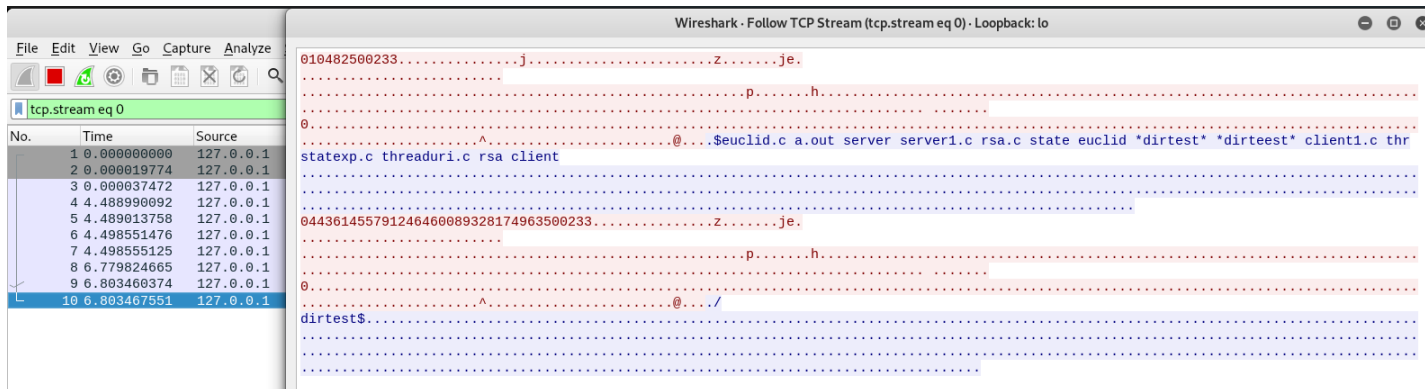 Wireshark · Follow TCP Stream (tcp.stream eq 0) · Loopback: lo
File Edit View Go Capture Analyze
tcp.stream eq 0
No. Time Source
1 0.000000000 127.0.0.1
2 0.000019774 127.0.0.1
3 0.000037472 127.0.0.1
4 4.488990092 127.0.0.1
5 4.489013758 127.0.0.1
6 4.498551476 127.0.0.1
7 4.498555125 127.0.0.1
8 6.779824665 127.0.0.1
9 6.803460374 127.0.0.1
10 6.803467551 127.0.0.1
010482500233...............j.......................z.......je.
.........................
.......................................................p.......h..........................................................................
..................................................................................... .......
0.........................................................................................................................................
......................^.......................@....$euclid.c a.out server server1.c rsa.c state euclid *dirtest* *dirteest* client1.c thr
statexp.c threaduri.c rsa client
..........................................................................................................................................
..........................................................................................................................................
.......................................................................................................
044361455791246460089328174963500233...............z.......je.
.........................
.......................................................p.......h..........................................................................
.............................................................................. .......
0.........................................................................................................................................
......................^.......................@..../
dirtest$..................................................................................................................................
..........................................................................................................................................
..........................................................................................................................................
....................................................................................